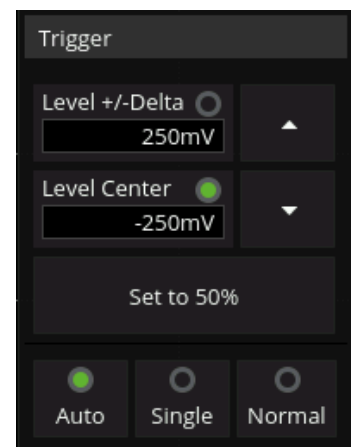 Trigger
Level +/-Delta
250mV
Level Center
-250mV
Set to 50%
Auto Single Normal